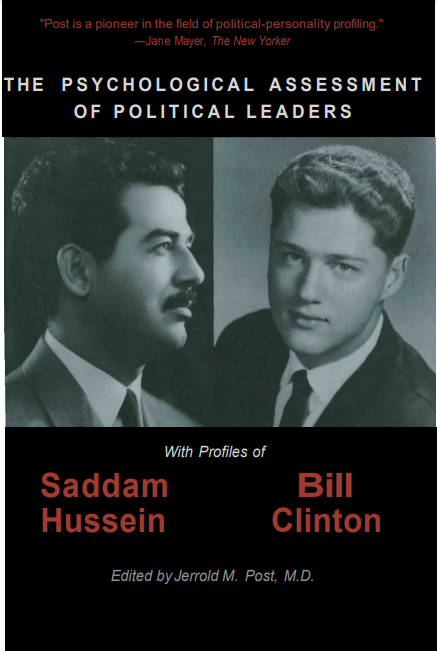 "Post is a pioneer in the field of political-personality profiling."
—Jane Mayer, The New Yorker
THE PSYCHOLOGICAL ASSESSMENT
OF POLITICAL LEADERS
With Profiles of
Saddam Bill
Hussein Clinton
Edited by Jerrold M. Post, M.D.